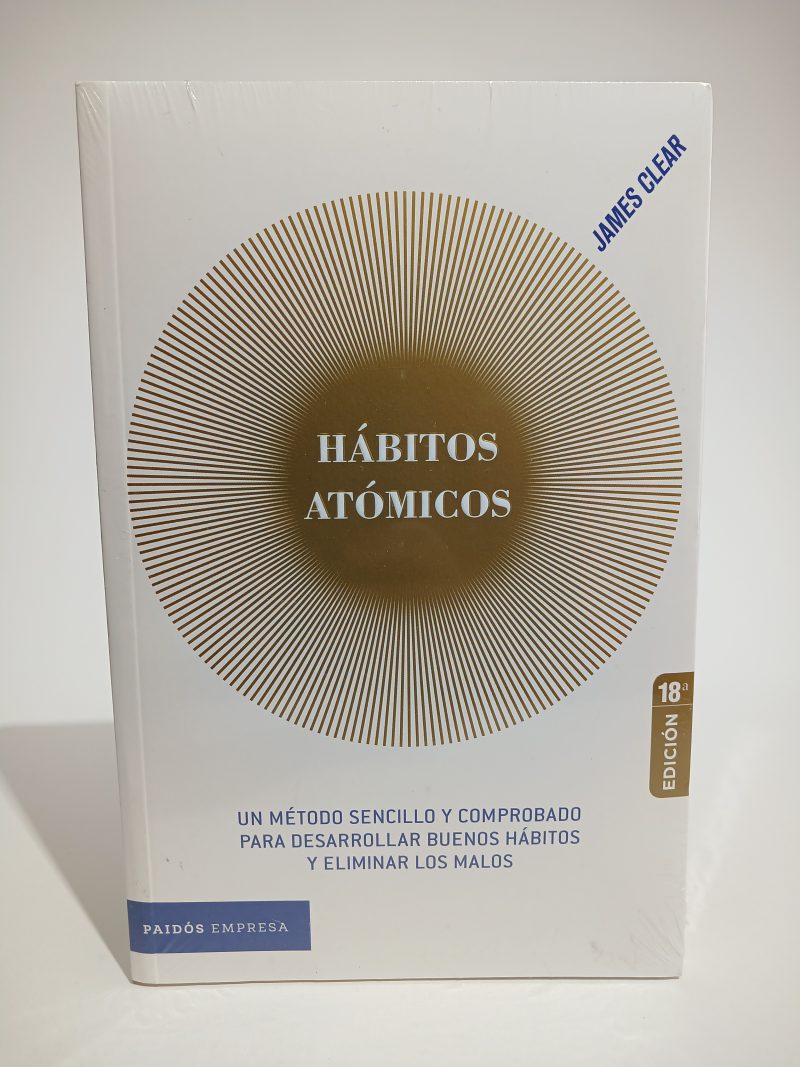 JAMES CLEAR
HÁBITOS
ATÓMICOS
18ª
EDICIÓN
UN MÉTODO SENCILLO Y COMPROBADO
PARA DESARROLLAR BUENOS HÁBITOS
Y ELIMINAR LOS MALOS
PAIDÓS EMPRESA